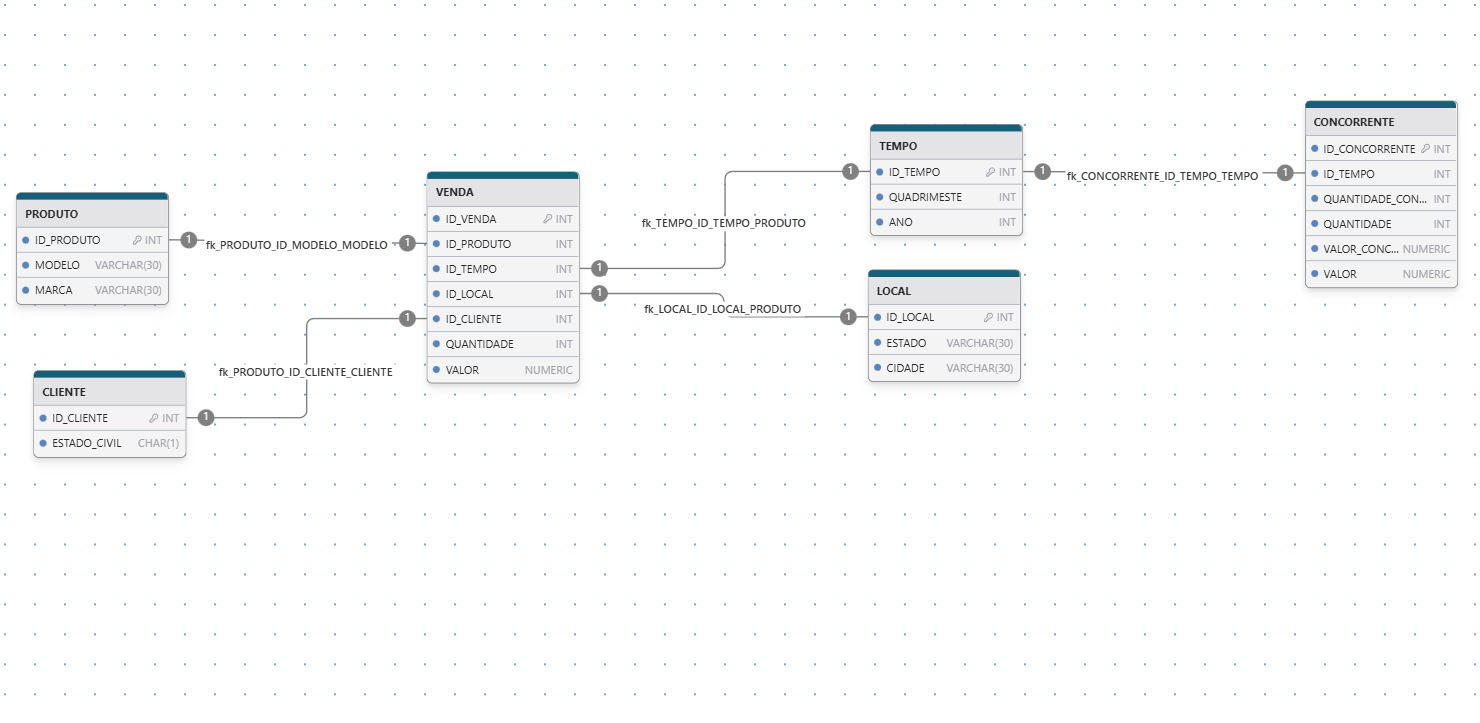 PRODUTO
ID_PRODUTO INT
MODELO VARCHAR(30)
MARCA VARCHAR(30)
1
fk_PRODUTO_ID_MODELO_MODELO
1
CLIENTE
ID_CLIENTE INT
ESTADO_CIVIL CHAR(1)
1
fk_PRODUTO_ID_CLIENTE_CLIENTE
1
VENDA
ID_VENDA INT
ID_PRODUTO INT
ID_TEMPO INT
ID_LOCAL INT
ID_CLIENTE INT
QUANTIDADE INT
VALOR NUMERIC
1
fk_TEMPO_ID_TEMPO_PRODUTO
1
1
fk_LOCAL_ID_LOCAL_PRODUTO
1
TEMPO
ID_TEMPO INT
QUADRIMESTE INT
ANO INT
LOCAL
ID_LOCAL INT
ESTADO VARCHAR(30)
CIDADE VARCHAR(30)
1
fk_CONCORRENTE_ID_TEMPO_TEMPO
1
CONCORRENTE
ID_CONCORRENTE INT
ID_TEMPO INT
QUANTIDADE_CON... INT
QUANTIDADE INT
VALOR_CONC... NUMERIC
VALOR NUMERIC